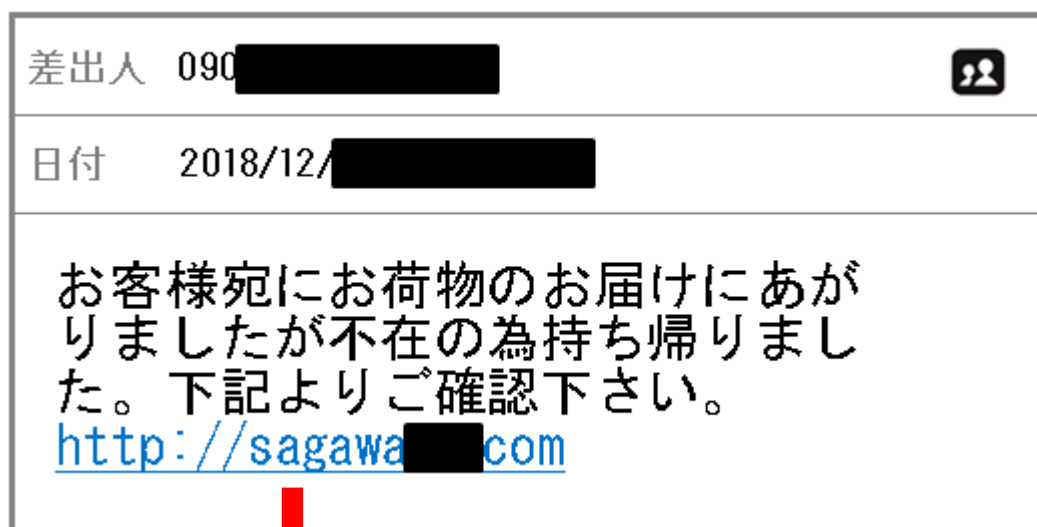 差出人 090
日付 2018/12/
お客様宛にお荷物のお届けにあが
りましたが不在の為持ち帰りまし
た。下記よりご確認下さい。
http://sagawa com